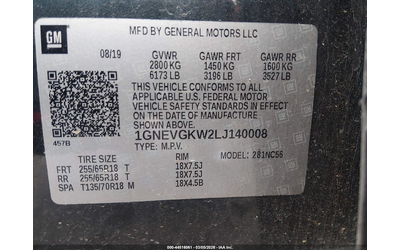 GM
MFD BY GENERAL MOTORS LLC
08/19 GVWR GAWR FRT GAWR RR
2800 KG 1450 KG 1600 KG
6173 LB 3196 LB 3527 LB
THIS VEHICLE CONFORMS TO ALL APPLICABLE
U.S. FEDERAL MOTOR VEHICLE SAFETY
STANDARDS IN EFFECT ON THE DATE OF
MANUFACTURE SHOWN ABOVE.
1GNEVGKW2LJ140008
457B
TYPE: M.P.V. MODEL:
TIRE SIZE RIM
FRT 255/65R18 T 18X7.5J
RR 255/65R18 T 18X7.5J
SPA T135/70R18 M 18X4.5B